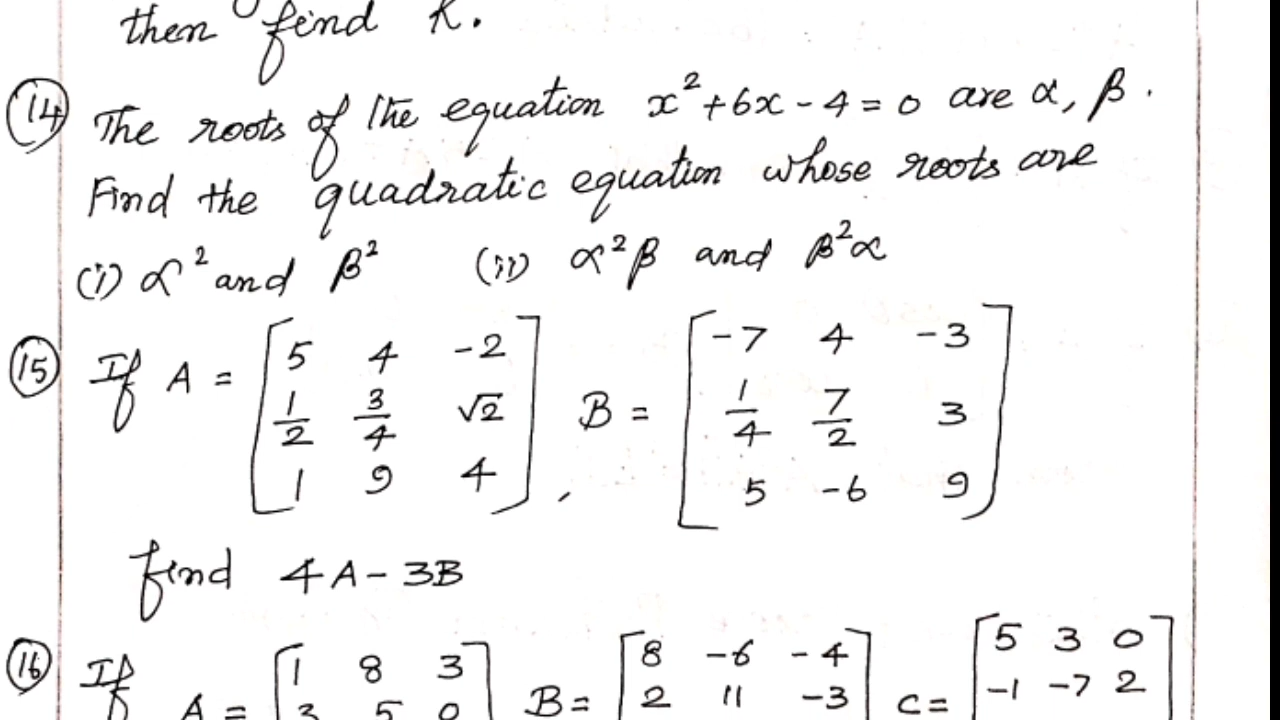 then find K.
(14) The roots of the equation x² + 6x - 4 = 0 are α, β.
Find the quadratic equation whose roots are
(i) α² and β² (ii) α²β and β²α
(15) If A = [5 4 -2; 1/2 3/4 √2; 1 9 4], B = [-7 4 -3; 1/4 7/2 3; 5 -6 9]
find 4A - 3B
(16) If A = [1 8 3; 3 5 0 B = [8 -6 -4; 2 11 -3 C = [5 3 0; -1 -7 2